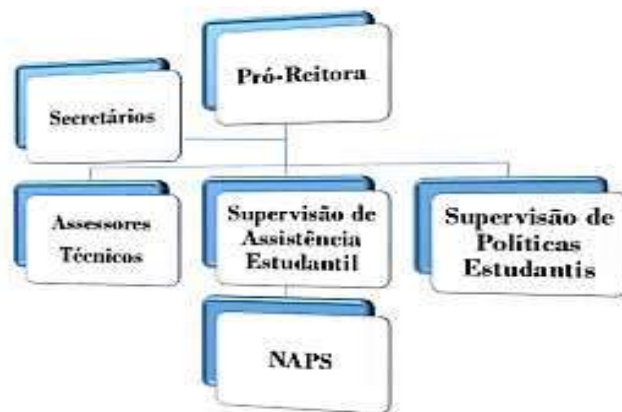 Pró-Reitora
Secretários
Assessores
Técnicos
Supervisão de
Assistência
Estudantil
Supervisão de
Políticas
Estudantis
NAPS